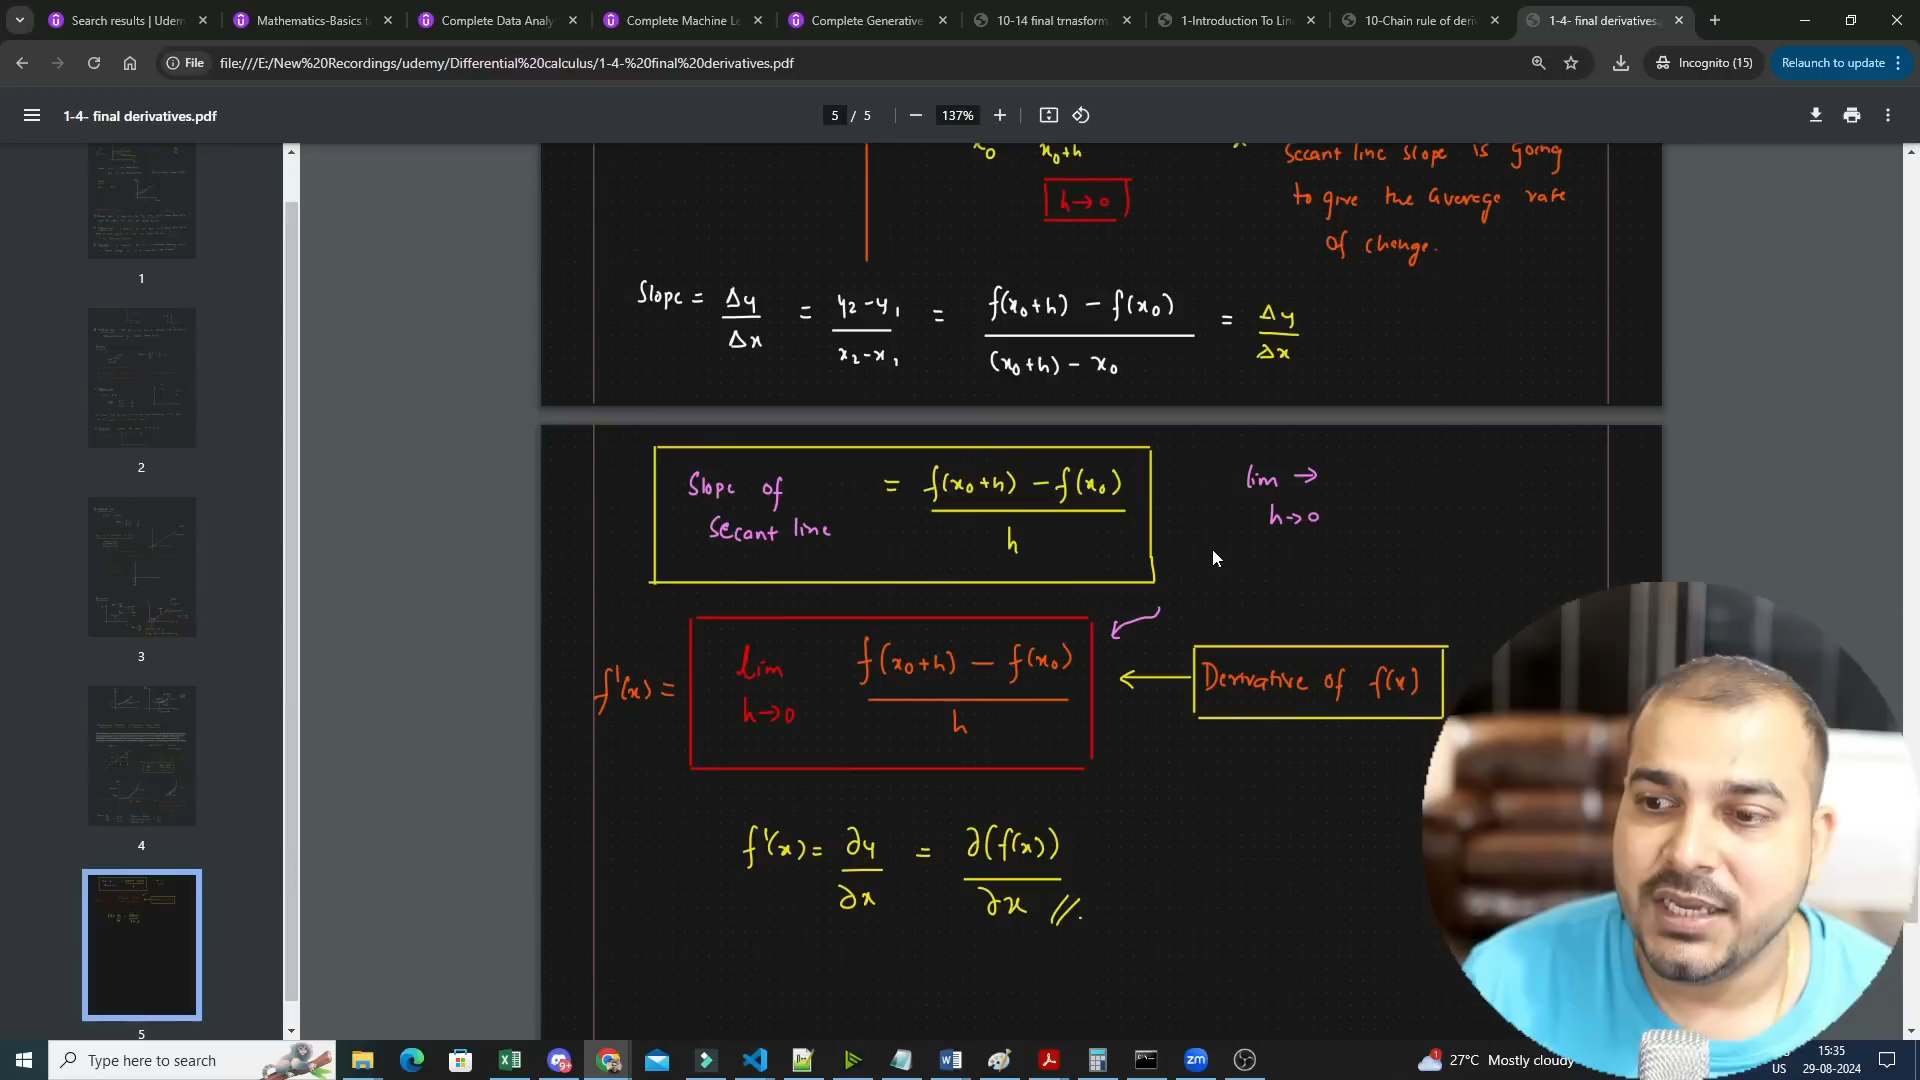 Search results | Udem
Mathematics-Basics t
Complete Data Analy
Complete Machine Le
Complete Generative
10-14 final trnasform
1-Introduction To Lin
10-Chain rule of deri
1-4- final derivatives.
File
file:///E:/New%20Recordings/udemy/Differential%20calculus/1-4-%20final%20derivatives.pdf
Incognito (15)
Relaunch to update
1-4- final derivatives.pdf
5 / 5
137%
x₀ x₀+h x
h→0
Secant line slope is going
to give the average rate
of change.
Slope = Δy/Δx = y₂-y₁/x₂-x₁ = f(x₀+h) - f(x₀)/(x₀+h) - x₀ = Δy/Δx
Slope of
Secant line
= f(x₀+h) - f(x₀)/h
lim →
h→0
f'(x) = lim h→0 f(x₀+h) - f(x₀)/h
Derivative of f(x)
f'(x) = ∂y/∂x = ∂(f(x))/∂x //.
1
2
3
4
5
Type here to search
9+
zm
1
27°C Mostly cloudy
15:35
US
29-08-2024